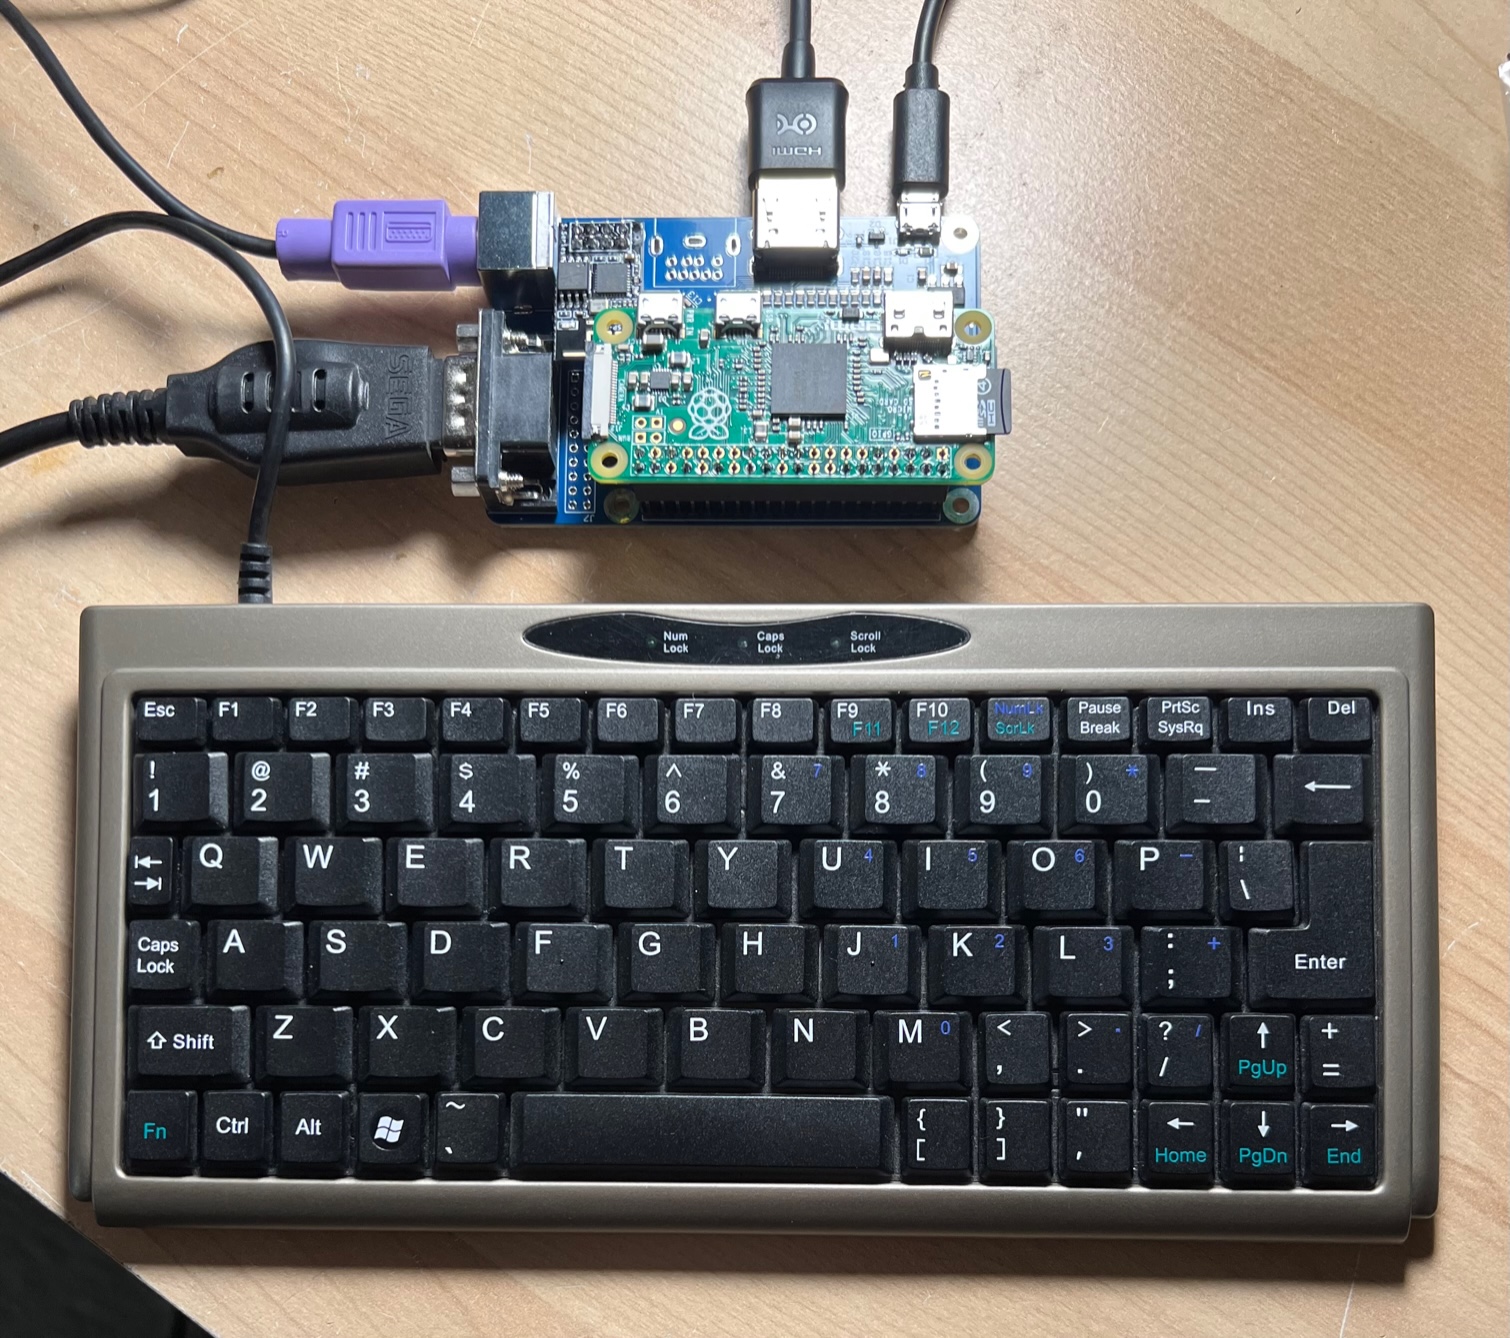 HDMI
SEGA
GPIO
Num
Lock
Caps
Lock
Scroll
Lock
Esc
F1
F2
F3
F4
F5
F6
F7
F8
F9
F11
F10
F12
NumLk
ScrLk
Pause
Break
PrtSc
SysRq
Ins
Del
!
1
@
2
#
3
$
4
%
5
^
6
& 7
7
* 8
8
( 9
9
) *
0
—
–
←
Q
W
E
R
T
Y
U 4
I 5
O 6
P –
¦
\
Caps
Lock
A
S
D
F
G
H
J 1
K 2
L 3
: +
;
Enter
⇧ Shift
Z
X
C
V
B
N
M 0
<
,
> .
.
? /
/
↑
PgUp
+
=
Fn
Ctrl
Alt
~
`
{
[
}
]
"
'
←
Home
↓
PgDn
→
End